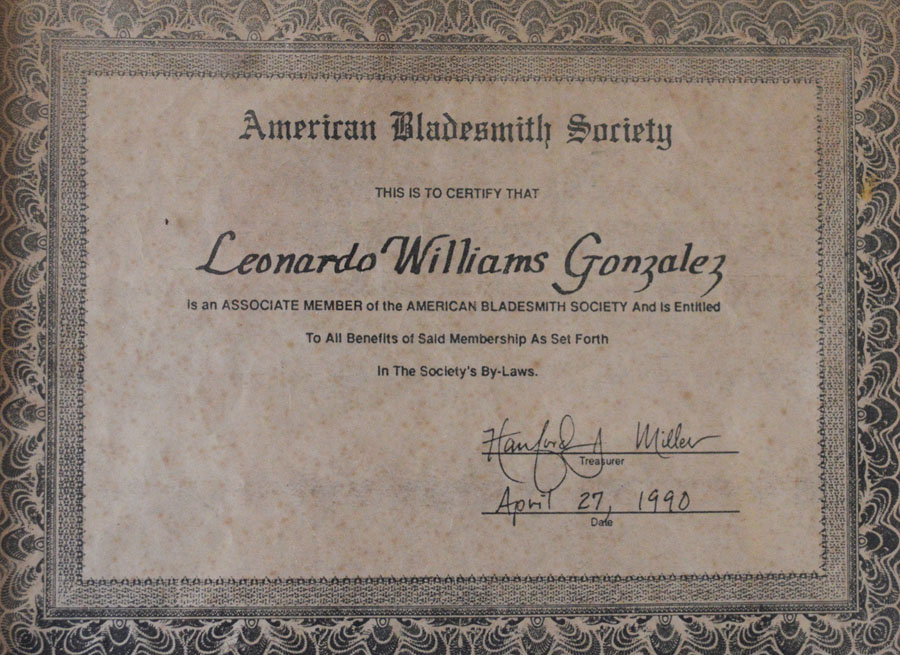 American Bladesmith Society
THIS IS TO CERTIFY THAT
Leonardo Williams Gonzalez
is an ASSOCIATE MEMBER of the AMERICAN BLADESMITH SOCIETY And is Entitled
To All Benefits of Said Membership As Set Forth
In The Society's By-Laws.
Hanford J Miller
Treasurer
April 27, 1990
Date